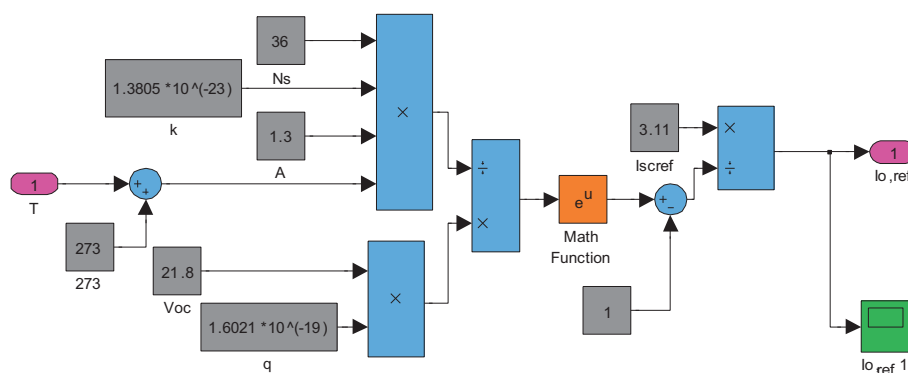 36
Ns
1.3805 *10^(-23)
k
1.3
A
×
1
T
+
+
273
273
21.8
Voc
1.6021 *10^(-19)
q
×
÷
×
e^u
Math
Function
+
−
1
3.11
Iscref
×
÷
1
Io,ref
Io,ref 1